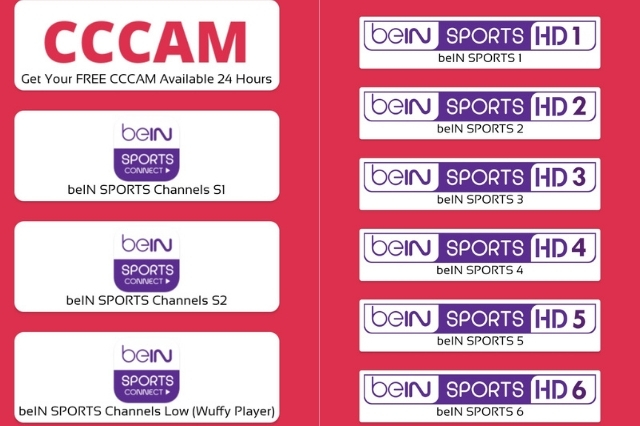 CCCAM
Get Your FREE CCCAM Available 24 Hours
beIN
SPORTS
CONNECT
beIN SPORTS Channels S1
beIN
SPORTS
CONNECT
beIN SPORTS Channels S2
beIN
SPORTS
CONNECT
beIN SPORTS Channels Low (Wuffy Player)
beIN SPORTS HD 1
beIN SPORTS 1
beIN SPORTS HD 2
beIN SPORTS 2
beIN SPORTS HD 3
beIN SPORTS 3
beIN SPORTS HD 4
beIN SPORTS 4
beIN SPORTS HD 5
beIN SPORTS 5
beIN SPORTS HD 6
beIN SPORTS 6